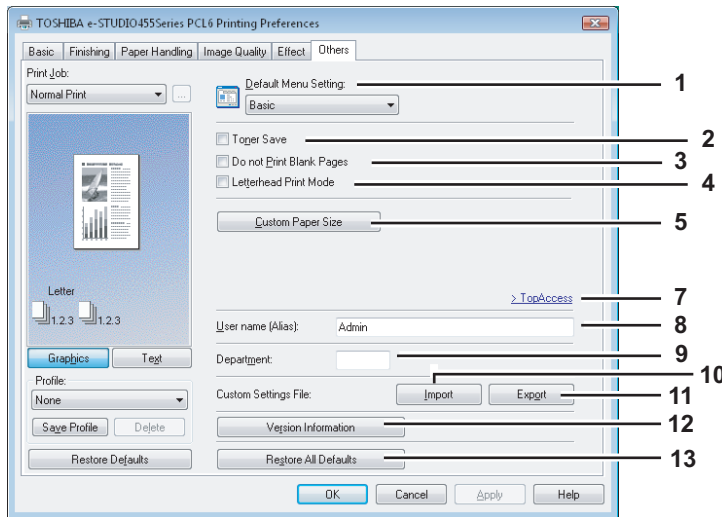 TOSHIBA e-STUDIO455Series PCL6 Printing Preferences
Basic Finishing Paper Handling Image Quality Effect Others
Print Job:
Normal Print
...
Default Menu Setting:
Basic
1
Toner Save
2
Do not Print Blank Pages
3
Letterhead Print Mode
4
Custom Paper Size
5
Letter
1.2.3 1.2.3
> TopAccess
7
User name (Alias): Admin
8
Graphics Text
Department:
9
Profile:
None
Custom Settings File: Import Export
10
11
Save Profile Delete
Version Information
12
Restore Defaults
Restore All Defaults
13
OK Cancel Apply Help